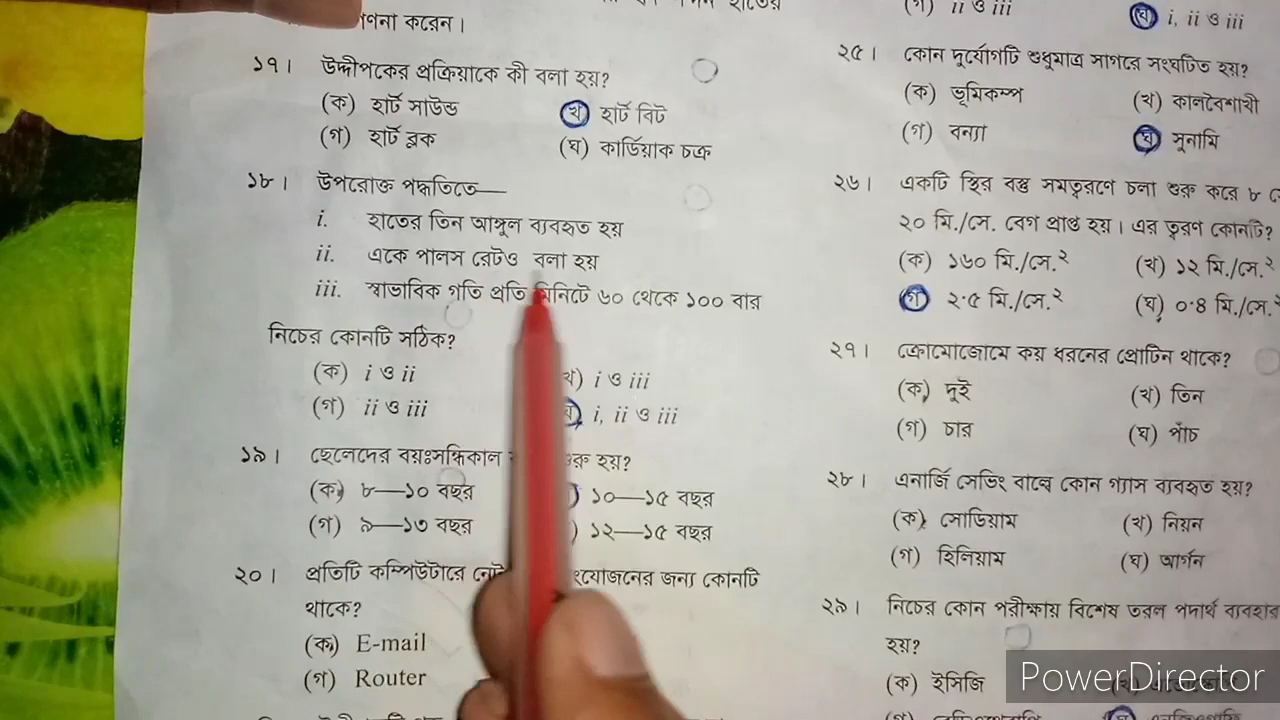 গণনা করেন।
১৭। উদ্দীপকের প্রক্রিয়াকে কী বলা হয়?
(ক) হার্ট সাউন্ড (খ) হার্ট বিট
(গ) হার্ট ব্লক (ঘ) কার্ডিয়াক চক্র
১৮। উপরোক্ত পদ্ধতিতে—
i. হাতের তিন আঙ্গুল ব্যবহৃত হয়
ii. একে পালস রেটও বলা হয়
iii. স্বাভাবিক গতি প্রতি মিনিটে ৬০ থেকে ১০০ বার
নিচের কোনটি সঠিক?
(ক) i ও ii (খ) i ও iii
(গ) ii ও iii (ঘ) i, ii ও iii
১৯। ছেলেদের বয়ঃসন্ধিকাল শুরু হয়?
(ক) ৮—১০ বছর ১০—১৫ বছর
(গ) ৯—১৩ বছর ১২—১৫ বছর
২০। প্রতিটি কম্পিউটারে সংযোজনের জন্য কোনটি
থাকে?
(ক) E-mail
(গ) Router
(গ) ii ও iii (ঘ) i, ii ও iii
২৫। কোন দুর্যোগটি শুধুমাত্র সাগরে সংঘটিত হয়?
(ক) ভূমিকম্প (খ) কালবৈশাখী
(গ) বন্যা (ঘ) সুনামি
২৬। একটি স্থির বস্তু সমত্বরণে চলা শুরু করে ৮
২০ মি./সে. বেগ প্রাপ্ত হয়। এর ত্বরণ কোনটি?
(ক) ১৬০ মি./সে.² (খ) ১২ মি./সে.²
(গ) ২·৫ মি./সে.² (ঘ) ০·৪ মি./সে.²
২৭। ক্রোমোজোমে কয় ধরনের প্রোটিন থাকে?
(ক) দুই (খ) তিন
(গ) চার (ঘ) পাঁচ
২৮। এনার্জি সেভিং বাল্বে কোন গ্যাস ব্যবহৃত হয়?
(ক) সোডিয়াম (খ) নিয়ন
(গ) হিলিয়াম (ঘ) আর্গন
২৯। নিচের কোন পরীক্ষায় বিশেষ তরল পদার্থ ব্যবহার
হয়?
(ক) ইসিজি
PowerDirector